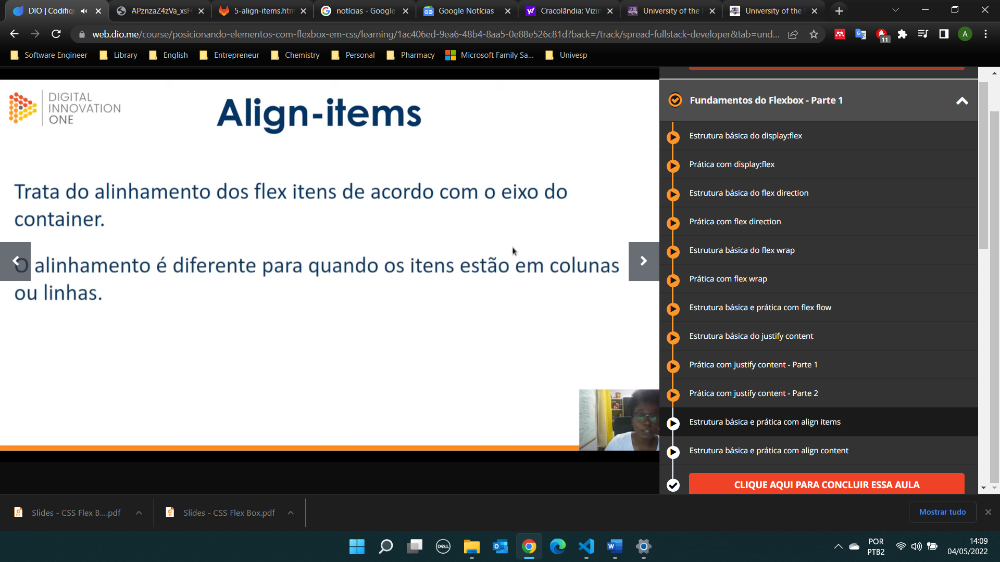 DIO | Codifiqu
APznzaZ4zVa_xsF
5-align-items.htm
notícias - Google
Google Notícias
Cracolândia: Vizin
University of the
University of the
web.dio.me/course/posicionando-elementos-com-flexbox-em-css/learning/1ac406ed-9ea6-48b4-8aa5-0e88e526c81d?back=/track/spread-fullstack-developer&tab=und...
11
A
Software Engineer
Library
English
Entrepreneur
Chemistry
Personal
Pharmacy
Microsoft Family Sa...
Univesp
DIGITAL
INNOVATION
ONE
Align-items
Trata do alinhamento dos flex itens de acordo com o eixo do
container.
O alinhamento é diferente para quando os itens estão em colunas
ou linhas.
Fundamentos do Flexbox - Parte 1
Estrutura básica do display:flex
Prática com display:flex
Estrutura básica do flex direction
Prática com flex direction
Estrutura básica do flex wrap
Prática com flex wrap
Estrutura básica e prática com flex flow
Estrutura básica do justify content
Prática com justify content - Parte 1
Prática com justify content - Parte 2
Estrutura básica e prática com align items
Estrutura básica e prática com align content
CLIQUE AQUI PARA CONCLUIR ESSA AULA
Slides - CSS Flex B....pdf
Slides - CSS Flex Box.pdf
Mostrar tudo
DELL
POR
PTB2
14:09
04/05/2022